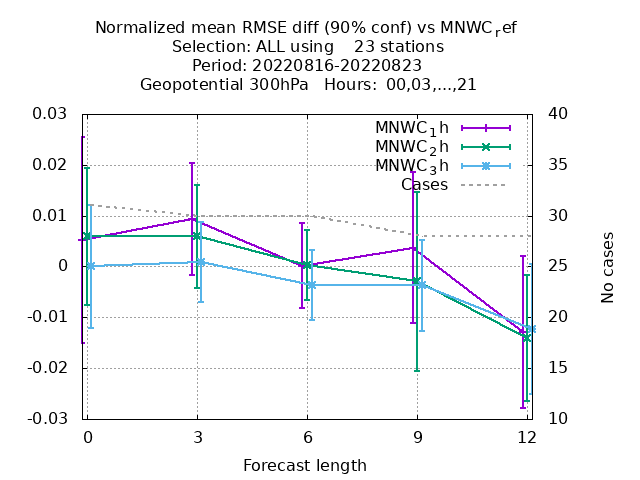 Normalized mean RMSE diff (90% conf) vs MNWC_ref
Selection: ALL using 23 stations
Period: 20220816-20220823
Geopotential 300hPa Hours: 00,03,...,21
MNWC_1h
MNWC_2h
MNWC_3h
Cases
0.03
0.02
0.01
0
-0.01
-0.02
-0.03
40
35
30
25
20
15
10
No cases
0 3 6 9 12
Forecast length